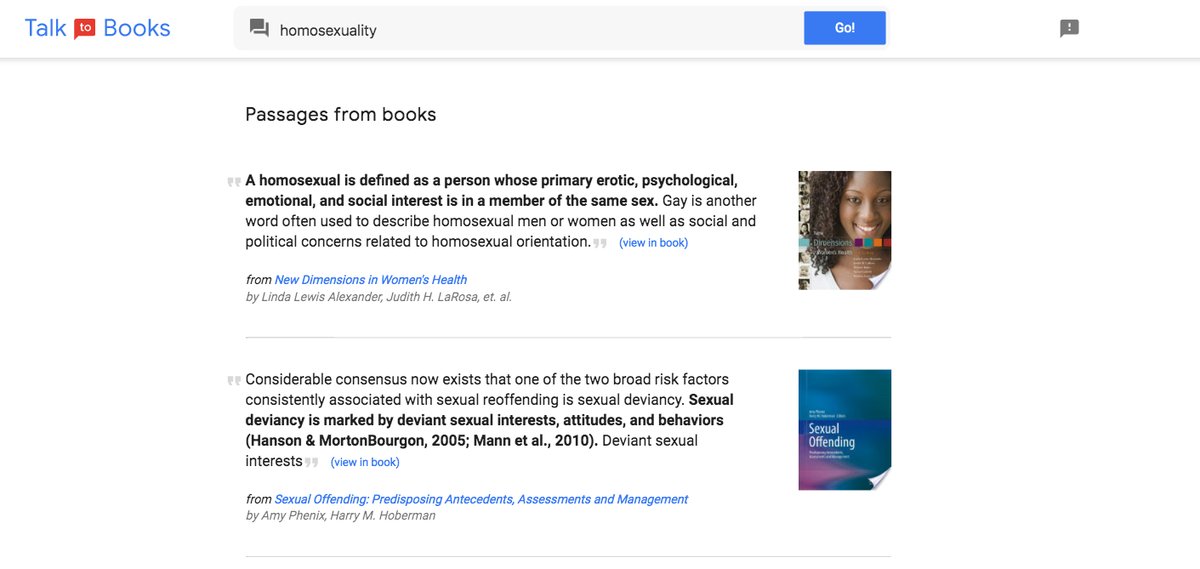 Talk to Books
homosexuality
Go!
Passages from books
A homosexual is defined as a person whose primary erotic, psychological,
emotional, and social interest is in a member of the same sex. Gay is another
word often used to describe homosexual men or women as well as social and
political concerns related to homosexual orientation. (view in book)
Dimensions
Women's Health
from New Dimensions in Women's Health
by Linda Lewis Alexander, Judith H. LaRosa, et. al.
Considerable consensus now exists that one of the two broad risk factors
consistently associated with sexual reoffending is sexual deviancy. Sexual
deviancy is marked by deviant sexual interests, attitudes, and behaviors
(Hanson & MortonBourgon, 2005; Mann et al., 2010). Deviant sexual
interests (view in book)
Sexual
Offending
from Sexual Offending: Predisposing Antecedents, Assessments and Management
by Amy Phenix, Harry M. Hoberman